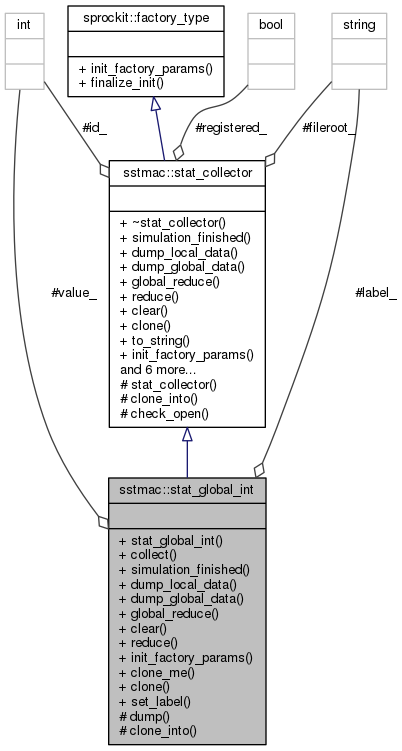 int
sprockit::factory_type
+ init_factory_params()
+ finalize_init()
bool
string
#id_
#registered_
#fileroot_
sstmac::stat_collector
+ ~stat_collector()
+ simulation_finished()
+ dump_local_data()
+ dump_global_data()
+ global_reduce()
+ reduce()
+ clear()
+ clone()
+ to_string()
+ init_factory_params()
and 6 more...
# stat_collector()
# clone_into()
# check_open()
#value_
#label_
sstmac::stat_global_int
+ stat_global_int()
+ collect()
+ simulation_finished()
+ dump_local_data()
+ dump_global_data()
+ global_reduce()
+ clear()
+ reduce()
+ init_factory_params()
+ clone_me()
+ clone()
+ set_label()
# dump()
# clone_into()